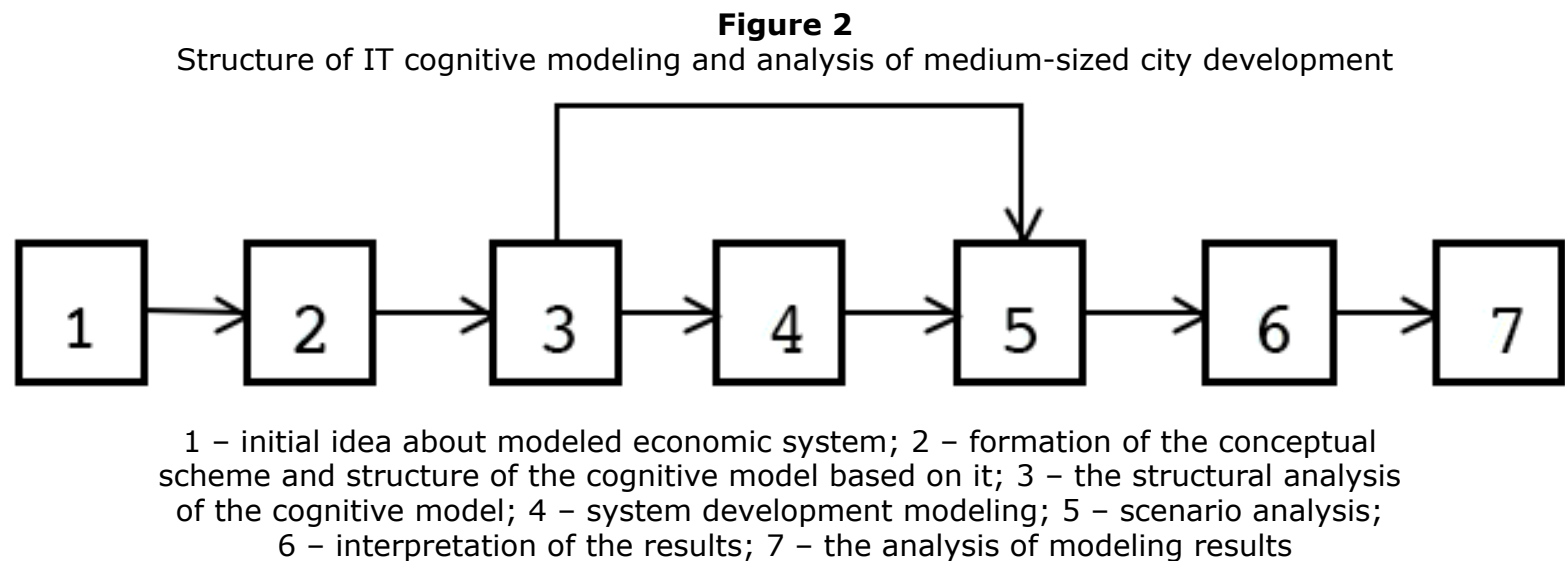 Figure 2
Structure of IT cognitive modeling and analysis of medium-sized city development
1 2 3 4 5 6 7
1 – initial idea about modeled economic system; 2 – formation of the conceptual
scheme and structure of the cognitive model based on it; 3 – the structural analysis
of the cognitive model; 4 – system development modeling; 5 – scenario analysis;
6 – interpretation of the results; 7 – the analysis of modeling results